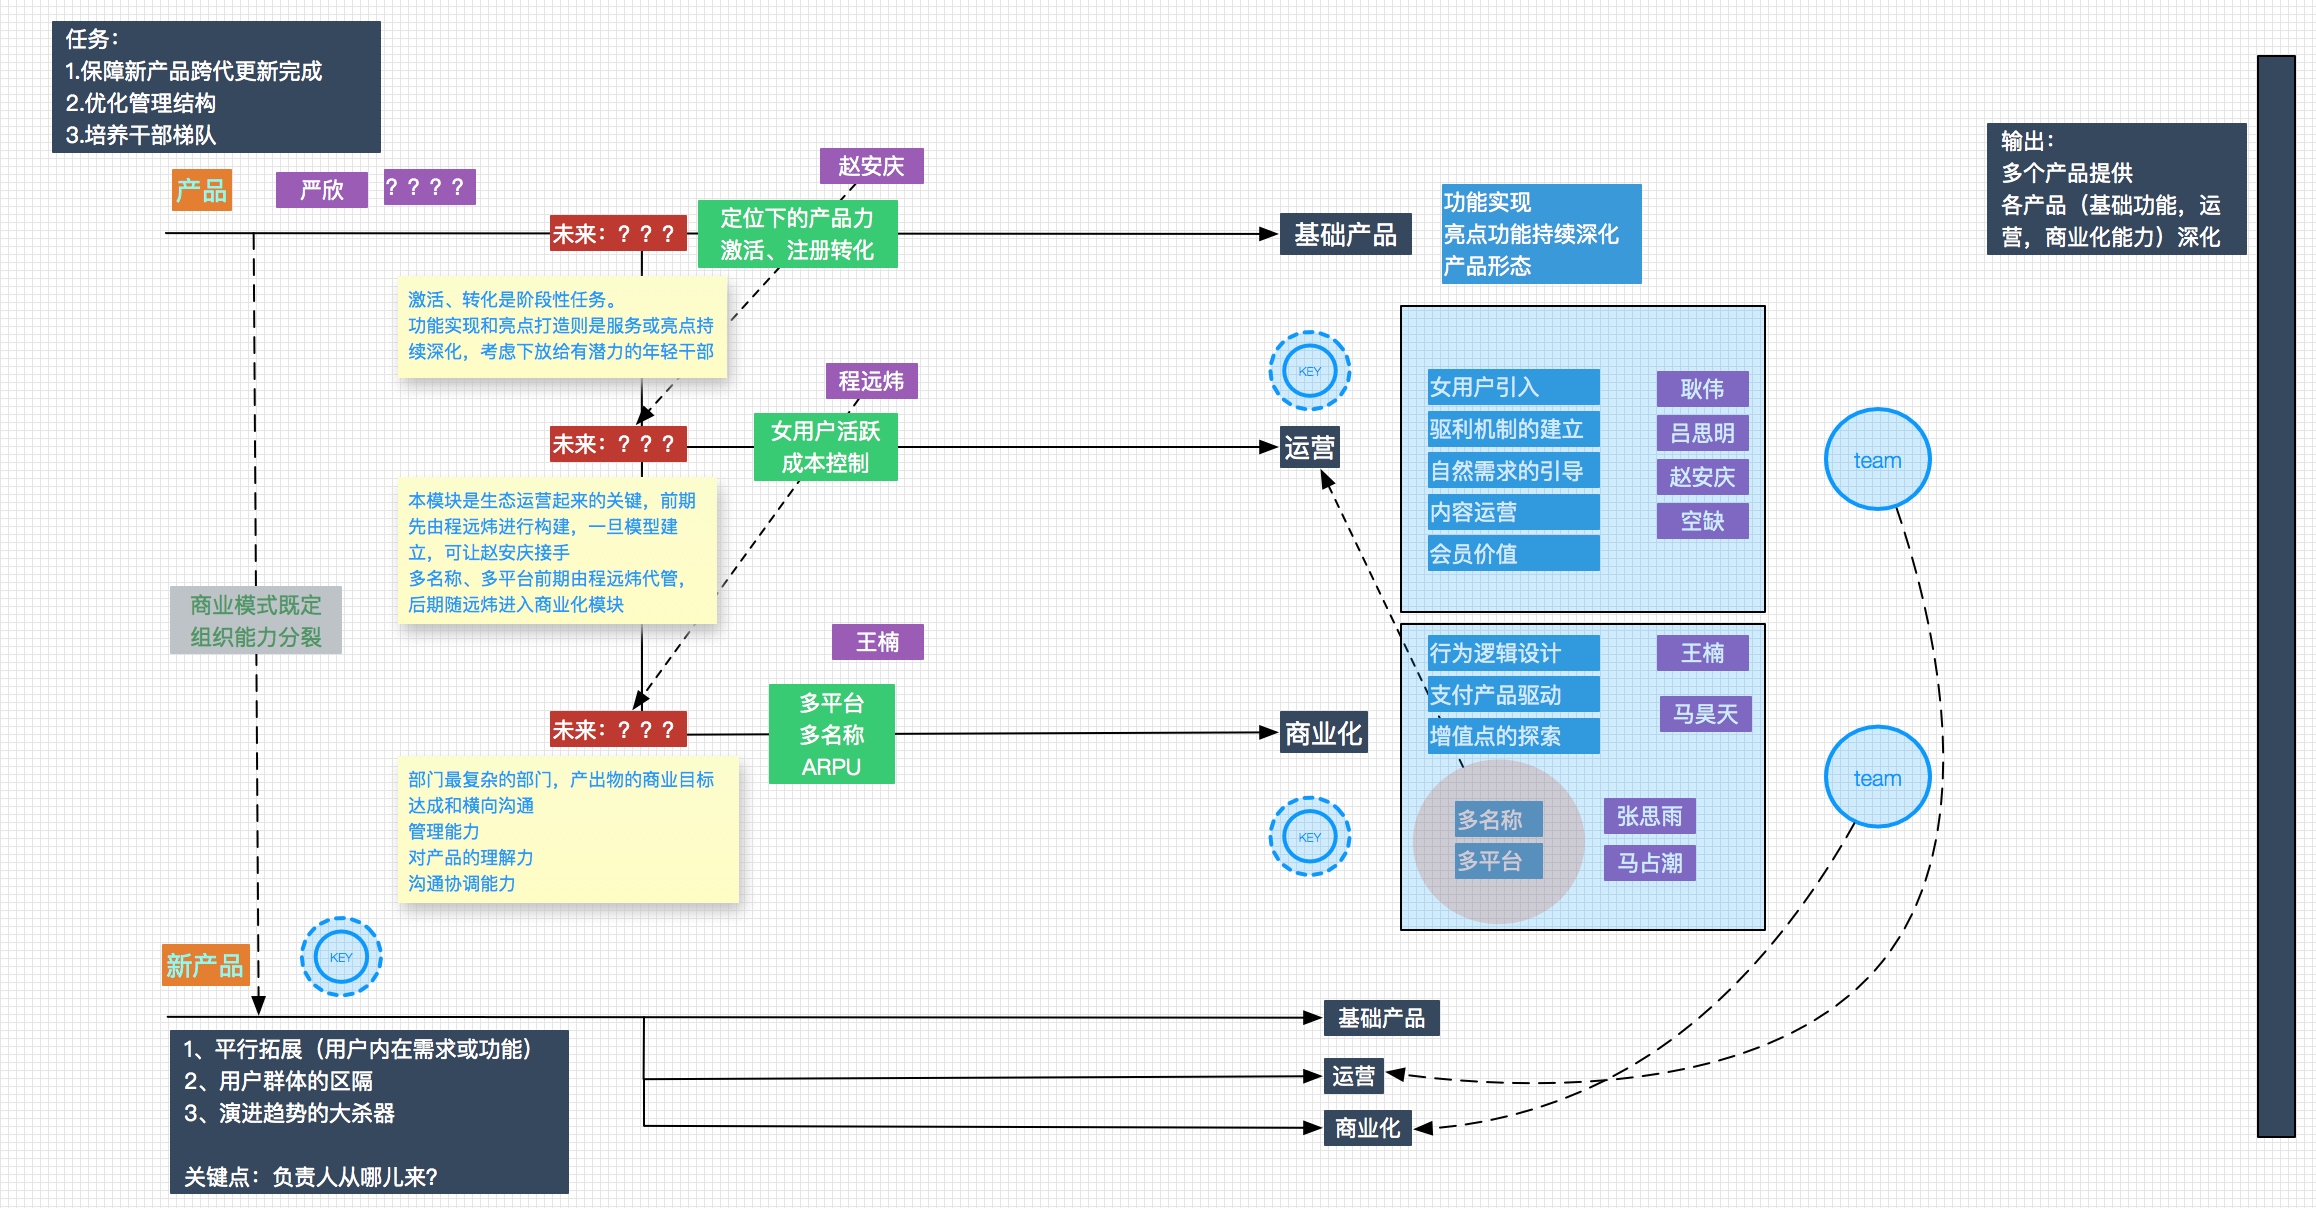 任务：
1.保障新产品跨代更新完成
2.优化管理结构
3.培养干部梯队
产品
严欣
？？？？
赵安庆
未来：？？？
定位下的产品力
激活、注册转化
基础产品
功能实现
亮点功能持续深化
产品形态
输出：
多个产品提供
各产品（基础功能，运
营，商业化能力）深化
激活、转化是阶段性任务。
功能实现和亮点打造则是服务或亮点持
续深化，考虑下放给有潜力的年轻干部
程远炜
未来：？？？
女用户活跃
成本控制
KEY
运营
女用户引入
驱利机制的建立
自然需求的引导
内容运营
会员价值
耿伟
吕思明
赵安庆
空缺
team
本模块是生态运营起来的关键，前期
先由程远炜进行构建，一旦模型建
立，可让赵安庆接手
多名称、多平台前期由程远炜代管，
后期随远炜进入商业化模块
商业模式既定
组织能力分裂
王楠
未来：？？？
多平台
多名称
ARPU
商业化
行为逻辑设计
支付产品驱动
增值点的探索
王楠
马昊天
多名称
多平台
张思雨
马占潮
team
KEY
部门最复杂的部门，产出物的商业目标
达成和横向沟通
管理能力
对产品的理解力
沟通协调能力
新产品
KEY
基础产品
运营
商业化
1、平行拓展（用户内在需求或功能）
2、用户群体的区隔
3、演进趋势的大杀器
关键点：负责人从哪儿来?